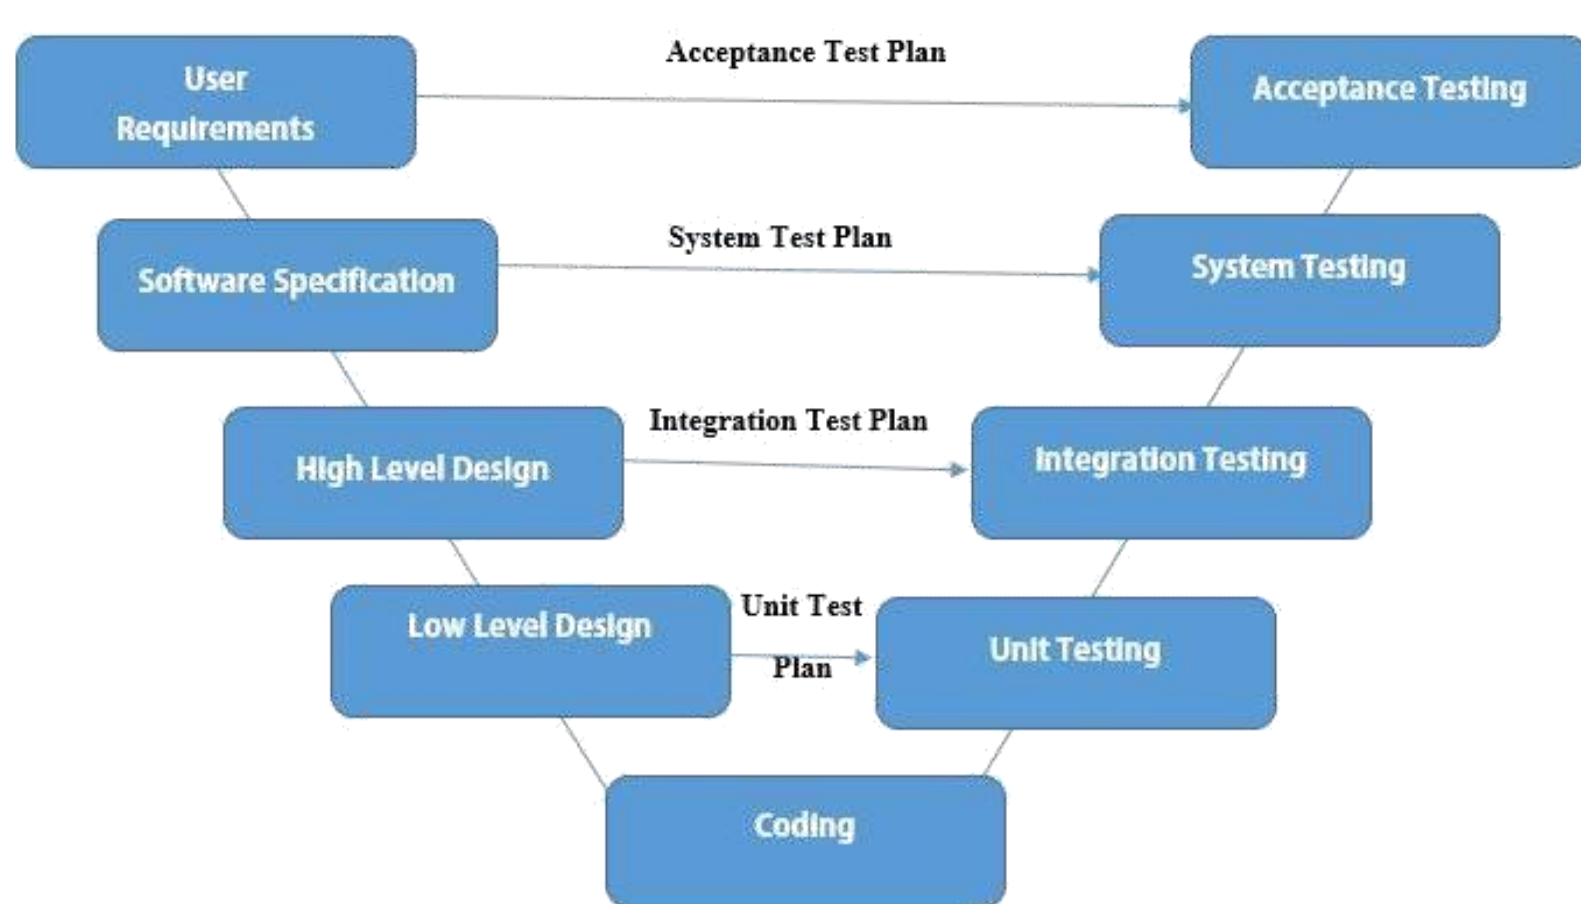 User
Requirements
Acceptance Test Plan
Acceptance Testing
Software Specification
System Test Plan
System Testing
High Level Design
Integration Test Plan
Integration Testing
Low Level Design
Unit Test
Plan
Unit Testing
Coding